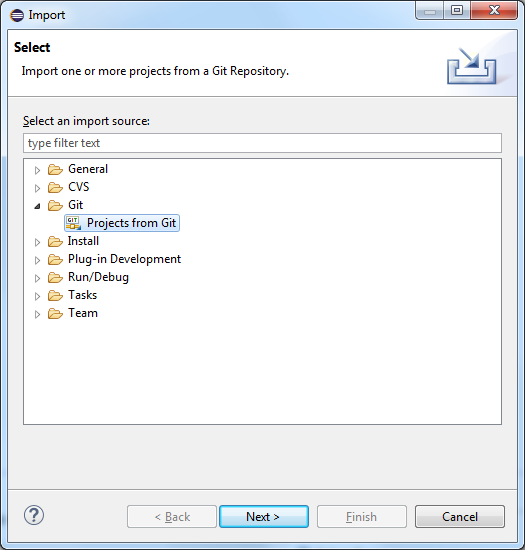 Import
Select
Import one or more projects from a Git Repository.
Select an import source:
type filter text
General
CVS
Git
GIT Projects from Git
Install
Plug-in Development
Run/Debug
Tasks
Team
? < Back Next > Finish Cancel